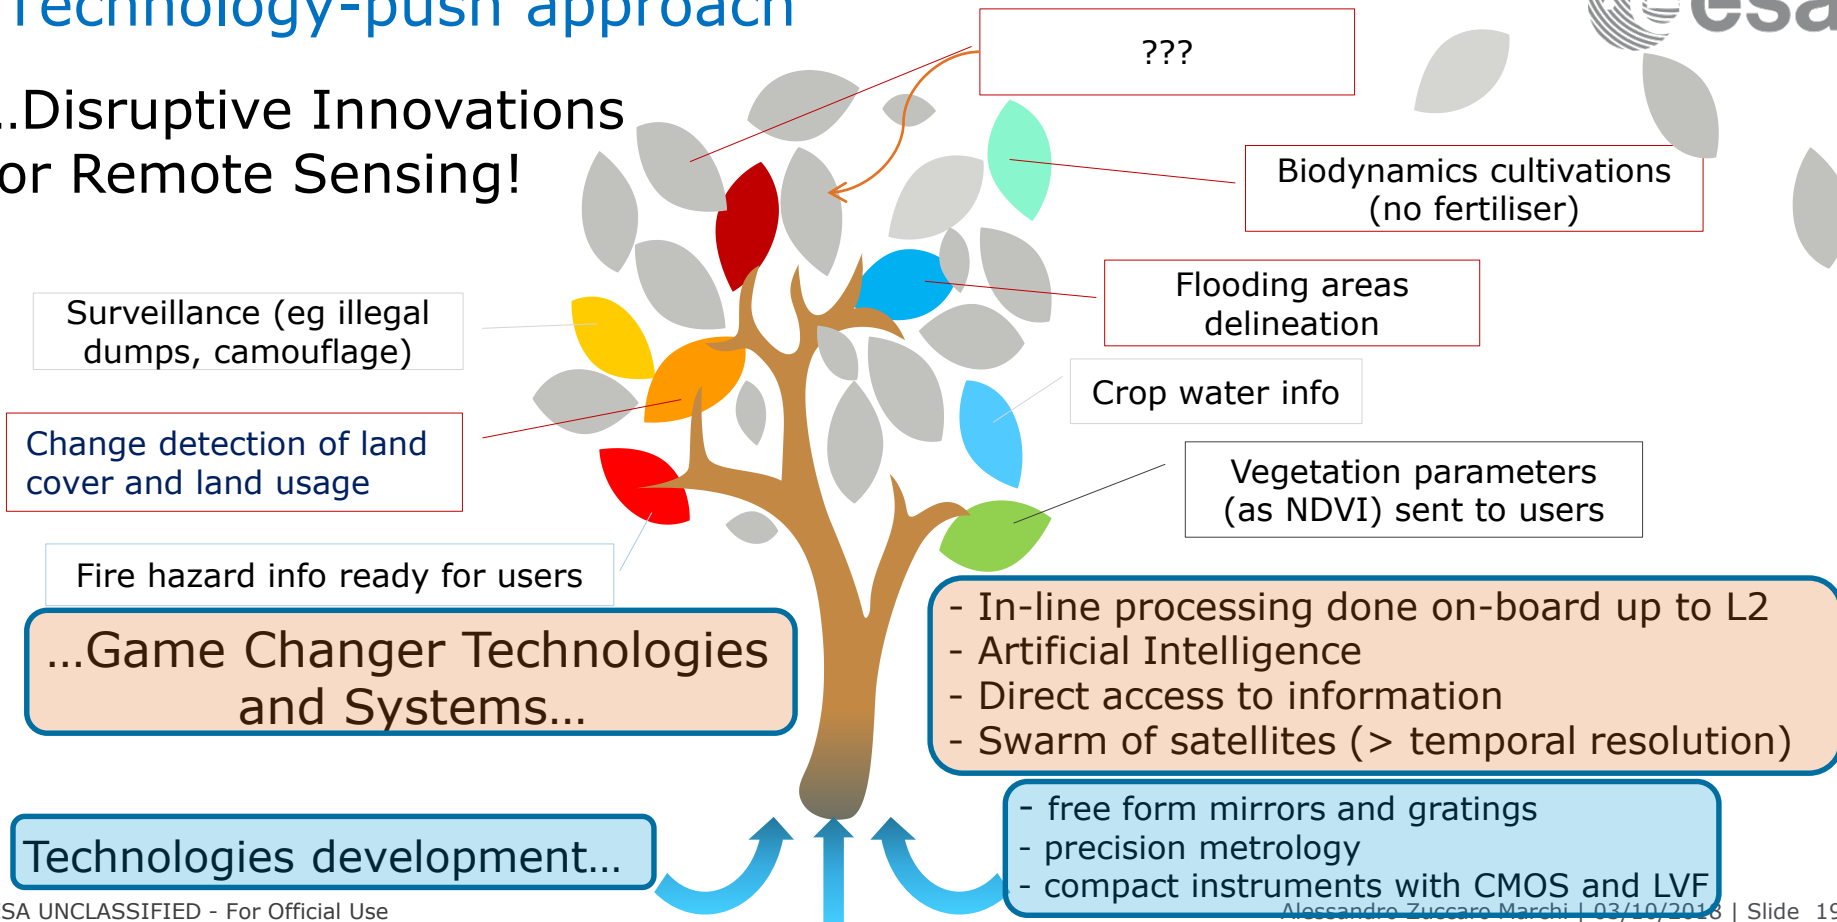 Technology-push approach
esa
???
…Disruptive Innovations
or Remote Sensing!
Biodynamics cultivations
(no fertiliser)
Flooding areas
delineation
Surveillance (eg illegal
dumps, camouflage)
Crop water info
Change detection of land
cover and land usage
Vegetation parameters
(as NDVI) sent to users
Fire hazard info ready for users
…Game Changer Technologies
and Systems…
- In-line processing done on-board up to L2
- Artificial Intelligence
- Direct access to information
- Swarm of satellites (> temporal resolution)
Technologies development…
- free form mirrors and gratings
- precision metrology
- compact instruments with CMOS and LVF
ESA UNCLASSIFIED - For Official Use
Alessandro Zuccaro Marchi | 03/10/2018 | Slide 19